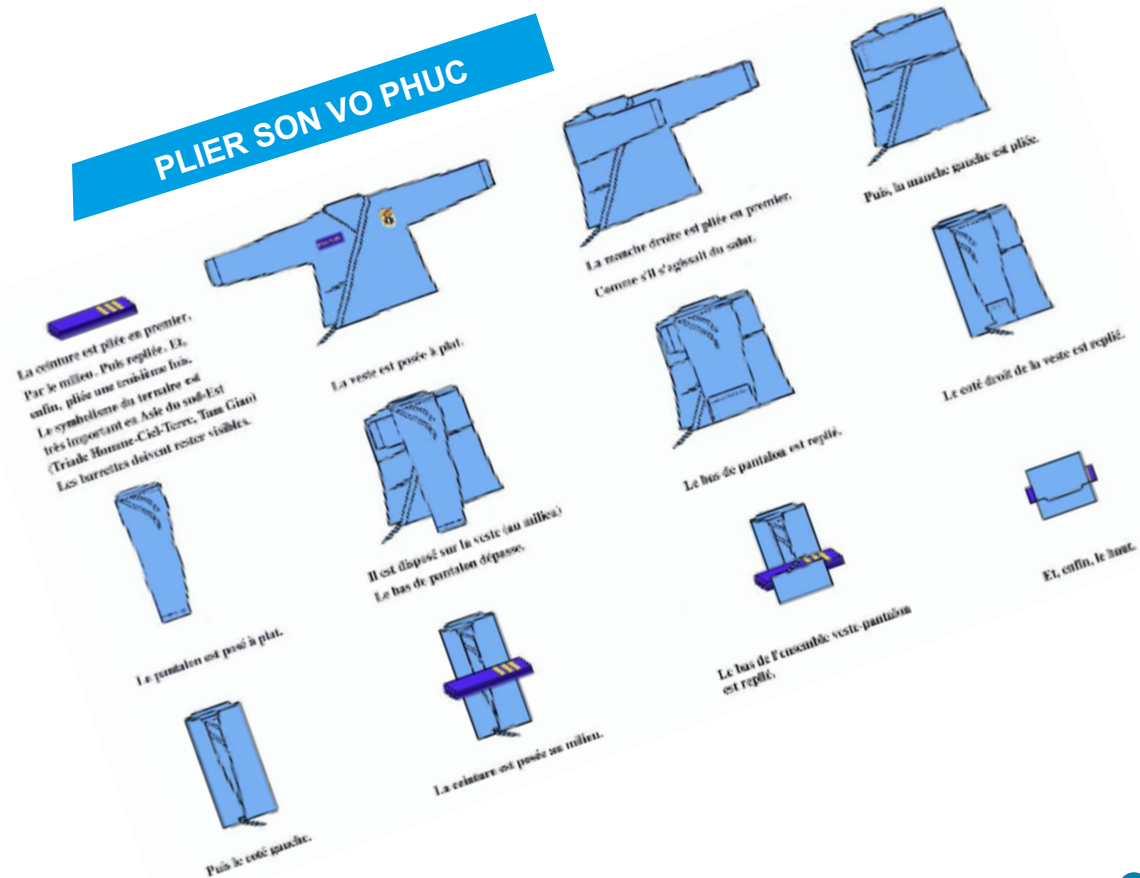 PLIER SON VO PHUC
La ceinture est pliée en premier.
Par le milieu. Puis repliée. Et,
enfin, pliée une troisième fois.
Le symbolisme du ternaire est
très important en Asie du sud-Est
(Triade Homme-Ciel-Terre, Tam Giao)
Les barrettes doivent rester visibles.
La veste est posée à plat.
La manche droite est pliée en premier.
Comme s'il s'agissait du salut.
Puis, la manche gauche est pliée.
Le pantalon est posé à plat.
Il est disposé sur la veste (au milieu)
Le bas de pantalon dépasse.
Le bas de pantalon est replié.
Le coté droit de la veste est replié.
Puis le coté gauche.
La ceinture est posée au milieu.
Le bas de l'ensemble veste-pantalon
est replié.
Et, enfin, le haut.